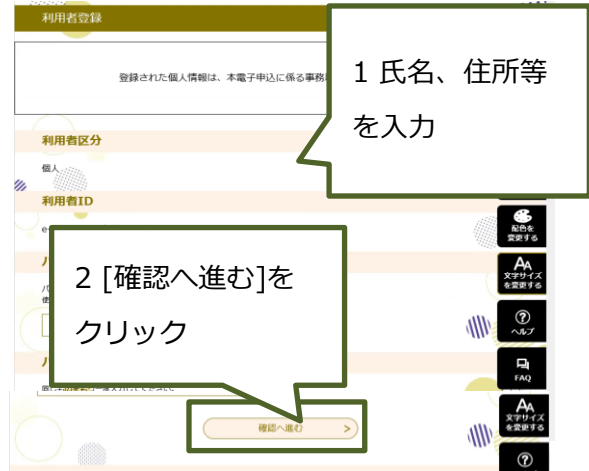 利用者登録
登録された個人情報は、本電子申込に係る事務
1 氏名、住所等
を入力
利用者区分
個人
利用者ID
配色を
変更する
2 [確認へ進む]を
クリック
文字サイズ
を変更する
ヘルプ
FAQ
確認へ進む >
文字サイズ
を変更する